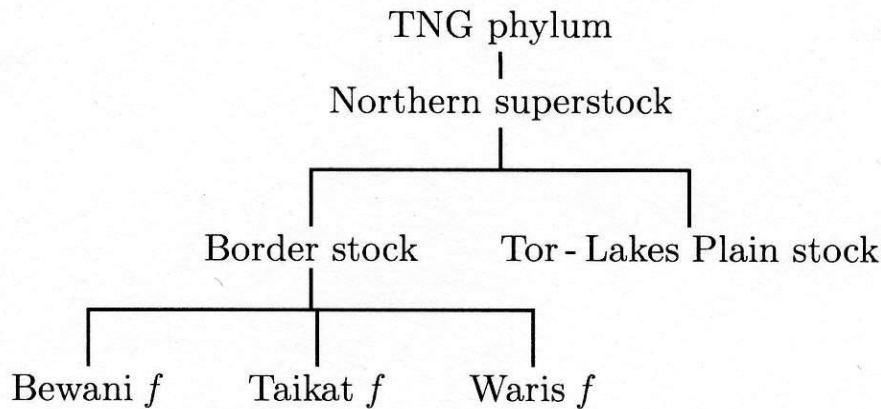 TNG phylum
Northern superstock
Border stock Tor - Lakes Plain stock
Bewani f Taikat f Waris f